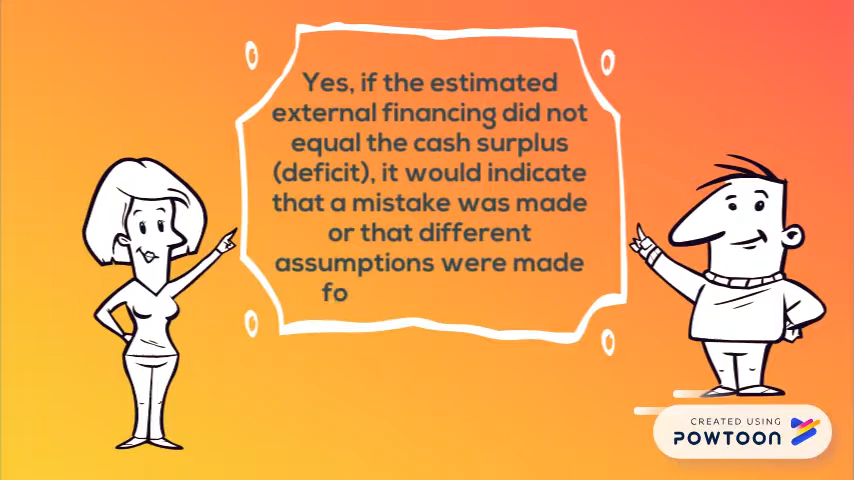 Yes, if the estimated
external financing did not
equal the cash surplus
(deficit), it would indicate
that a mistake was made
or that different
assumptions were made
fo
CREATED USING
POWTOON